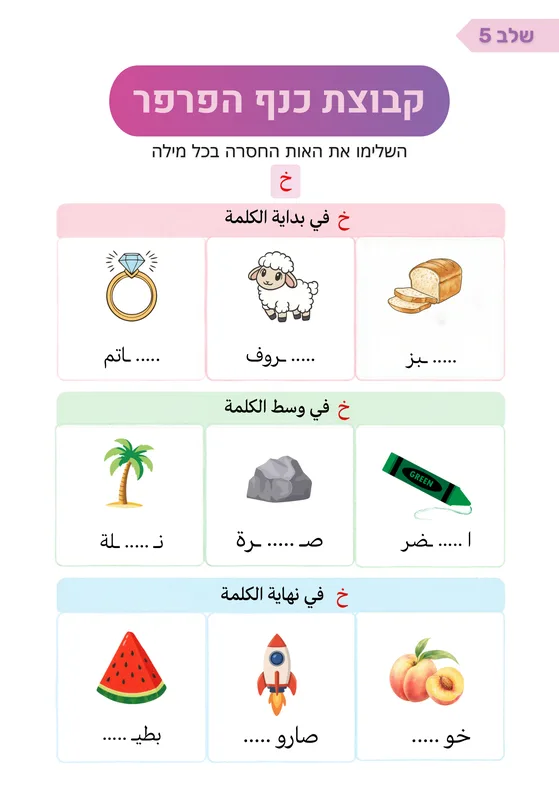 שלב 5
קבוצת כנף הפרפר
השלימו את האות החסרה בכל מילה
خ
خ في بداية الكلمة
..... ـبز
..... ـروف
..... ـاتم
خ في وسط الكلمة
GREEN
ا ..... ـضر
صـ ..... ـرة
نـ ..... ـلة
خ في نهاية الكلمة
خو .....
صارو .....
بطيـ .....